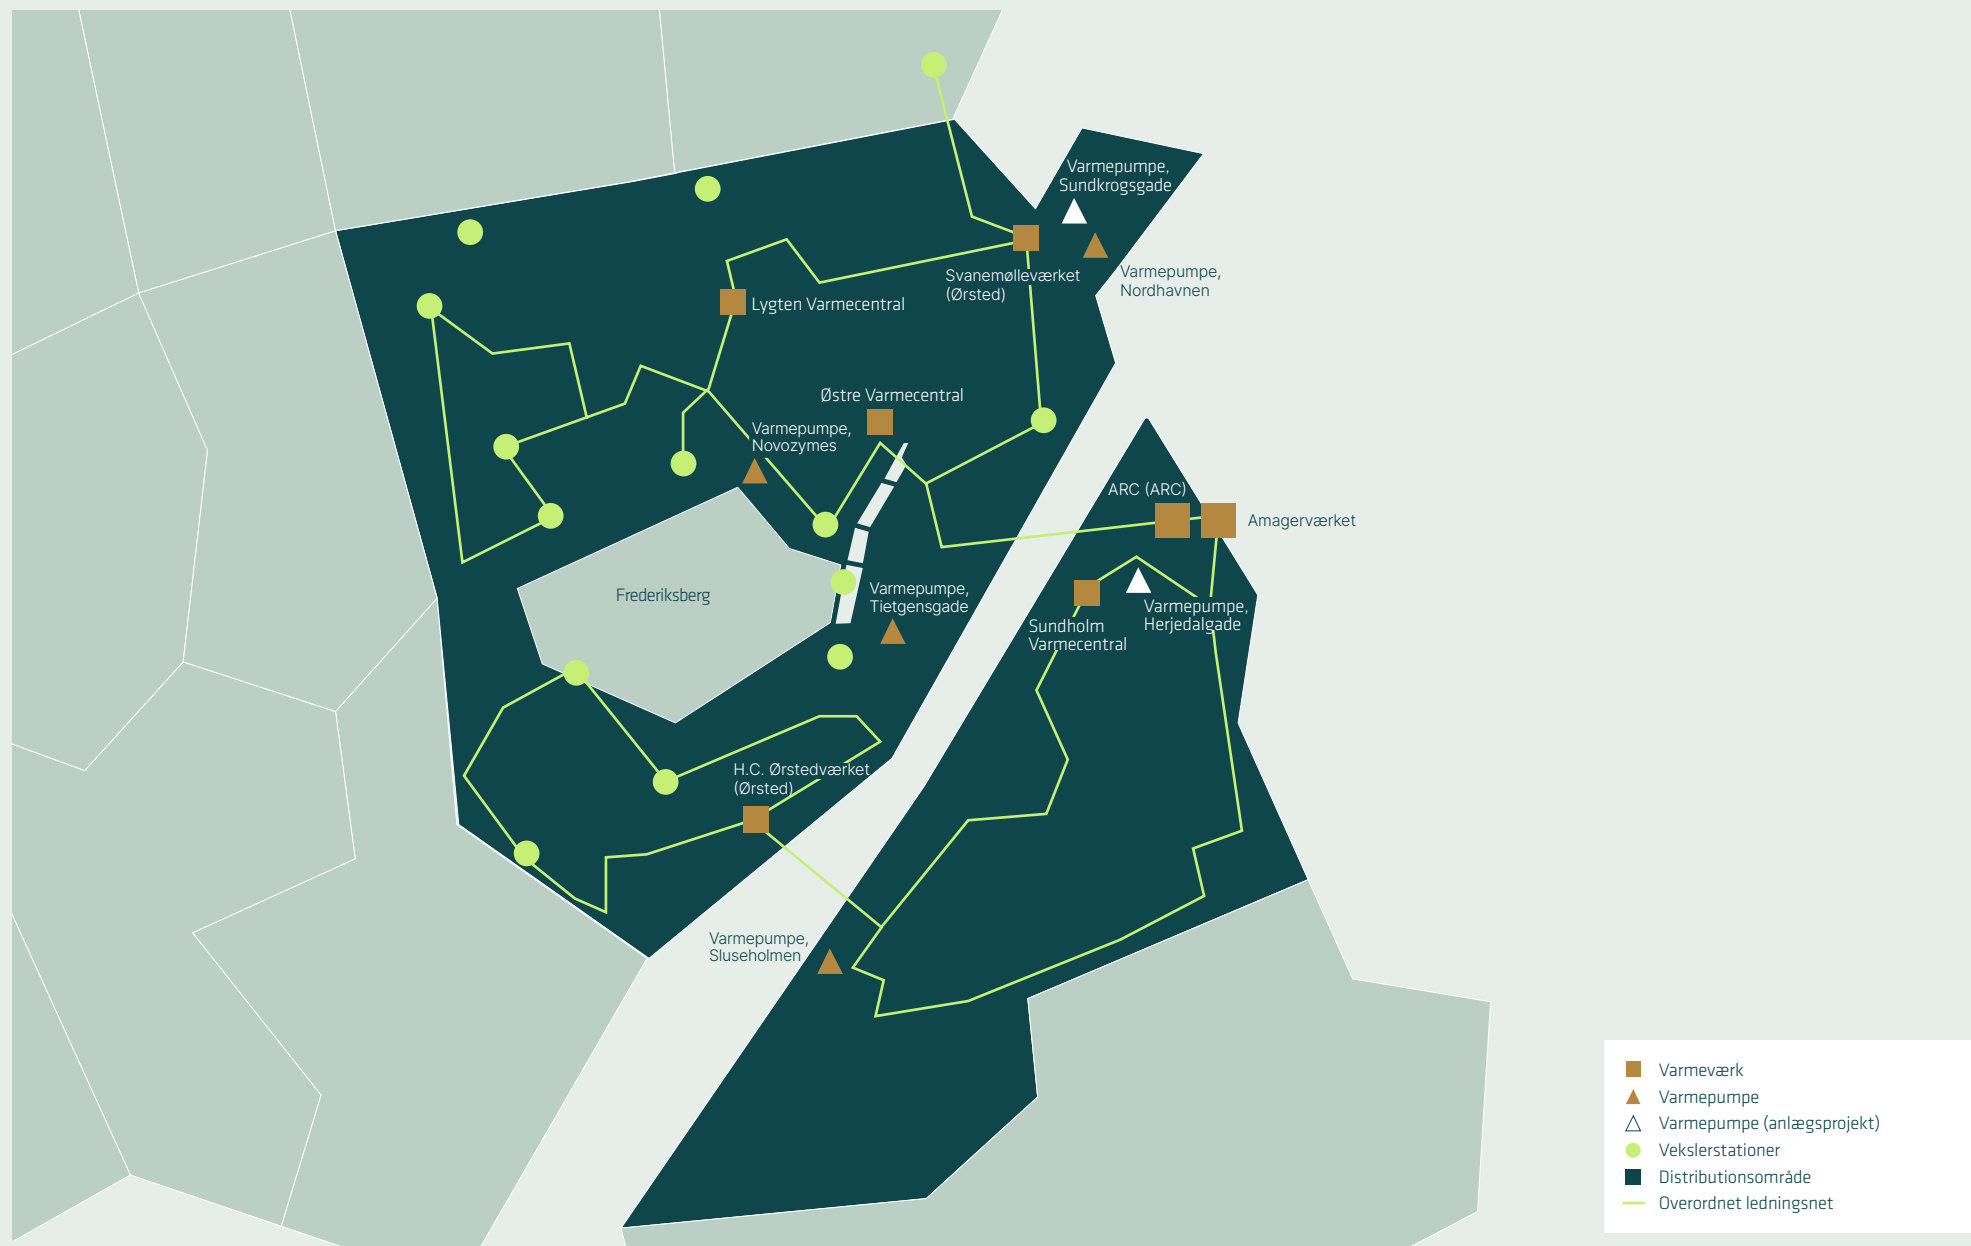 Varmepumpe,
Sundkrogsgade
Svanemølleværket
(Ørsted)
Varmepumpe,
Nordhavnen
Lygten Varmecentral
Østre Varmecentral
Varmepumpe,
Novozymes
ARC (ARC)
Amagerværket
Frederiksberg
Varmepumpe,
Tietgensgade
Sundholm
Varmecentral
Varmepumpe,
Herjedalgade
H.C. Ørstedværket
(Ørsted)
Varmepumpe,
Sluseholmen
Varmeværk
Varmepumpe
Varmepumpe (anlægsprojekt)
Vekslerstationer
Distributionsområde
Overordnet ledningsnet